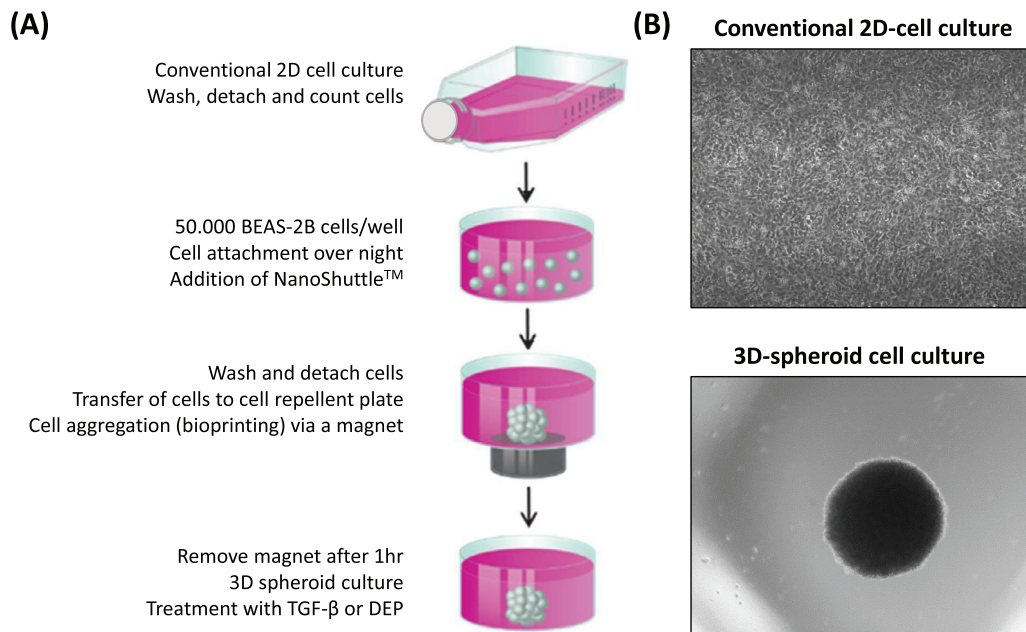 (A)
Conventional 2D cell culture
Wash, detach and count cells
50.000 BEAS-2B cells/well
Cell attachment over night
Addition of NanoShuttle™
Wash and detach cells
Transfer of cells to cell repellent plate
Cell aggregation (bioprinting) via a magnet
Remove magnet after 1hr
3D spheroid culture
Treatment with TGF-β or DEP
(B)
Conventional 2D-cell culture
3D-spheroid cell culture